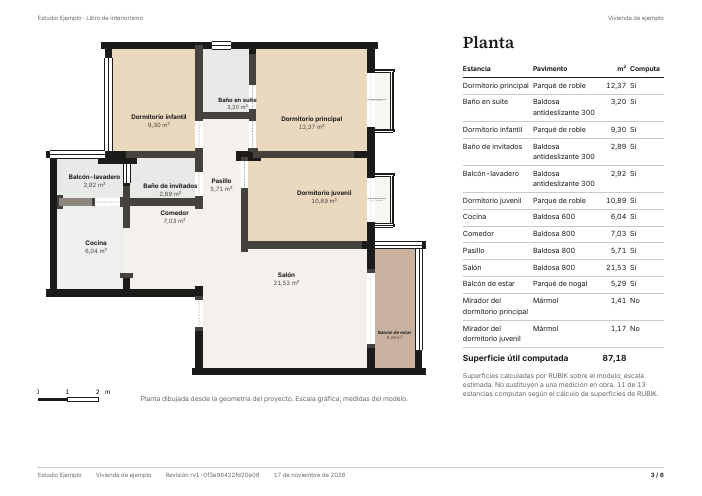 Estudio Ejemplo · Libro de interiorismo
Vivienda de ejemplo
Baño en suite
3,20 m²
Dormitorio infantil
9,30 m²
Dormitorio principal
12,37 m²
Balcón-lavadero
2,92 m²
Baño de invitados
2,89 m²
Pasillo
5,71 m²
Dormitorio juvenil
10,89 m²
Comedor
7,03 m²
Cocina
6,04 m²
Salón
21,53 m²
Balcón de estar
5,29 m²
0 1 2 m
Planta dibujada desde la geometría del proyecto. Escala gráfica; medidas del modelo.
Planta
Estancia Pavimento m² Computa
Dormitorio principal Parqué de roble 12,37 Sí
Baño en suite Baldosa 3,20 Sí
antideslizante 300
Dormitorio infantil Parqué de roble 9,30 Sí
Baño de invitados Baldosa 2,89 Sí
antideslizante 300
Balcón-lavadero Baldosa 2,92 Sí
antideslizante 300
Dormitorio juvenil Parqué de roble 10,89 Sí
Cocina Baldosa 600 6,04 Sí
Comedor Baldosa 800 7,03 Sí
Pasillo Baldosa 800 5,71 Sí
Salón Baldosa 800 21,53 Sí
Balcón de estar Parqué de nogal 5,29 Sí
Mirador del Mármol 1,41 No
dormitorio principal
Mirador del Mármol 1,17 No
dormitorio juvenil
Superficie útil computada 87,18
Superficies calculadas por RUBIK sobre el modelo; escala
estimada. No sustituyen a una medición en obra. 11 de 13
estancias computan según el cálculo de superficies de RUBIK.
Estudio Ejemplo Vivienda de ejemplo Revisión rv1-0f3e96422fd20e08 17 de noviembre de 2026 3 / 6